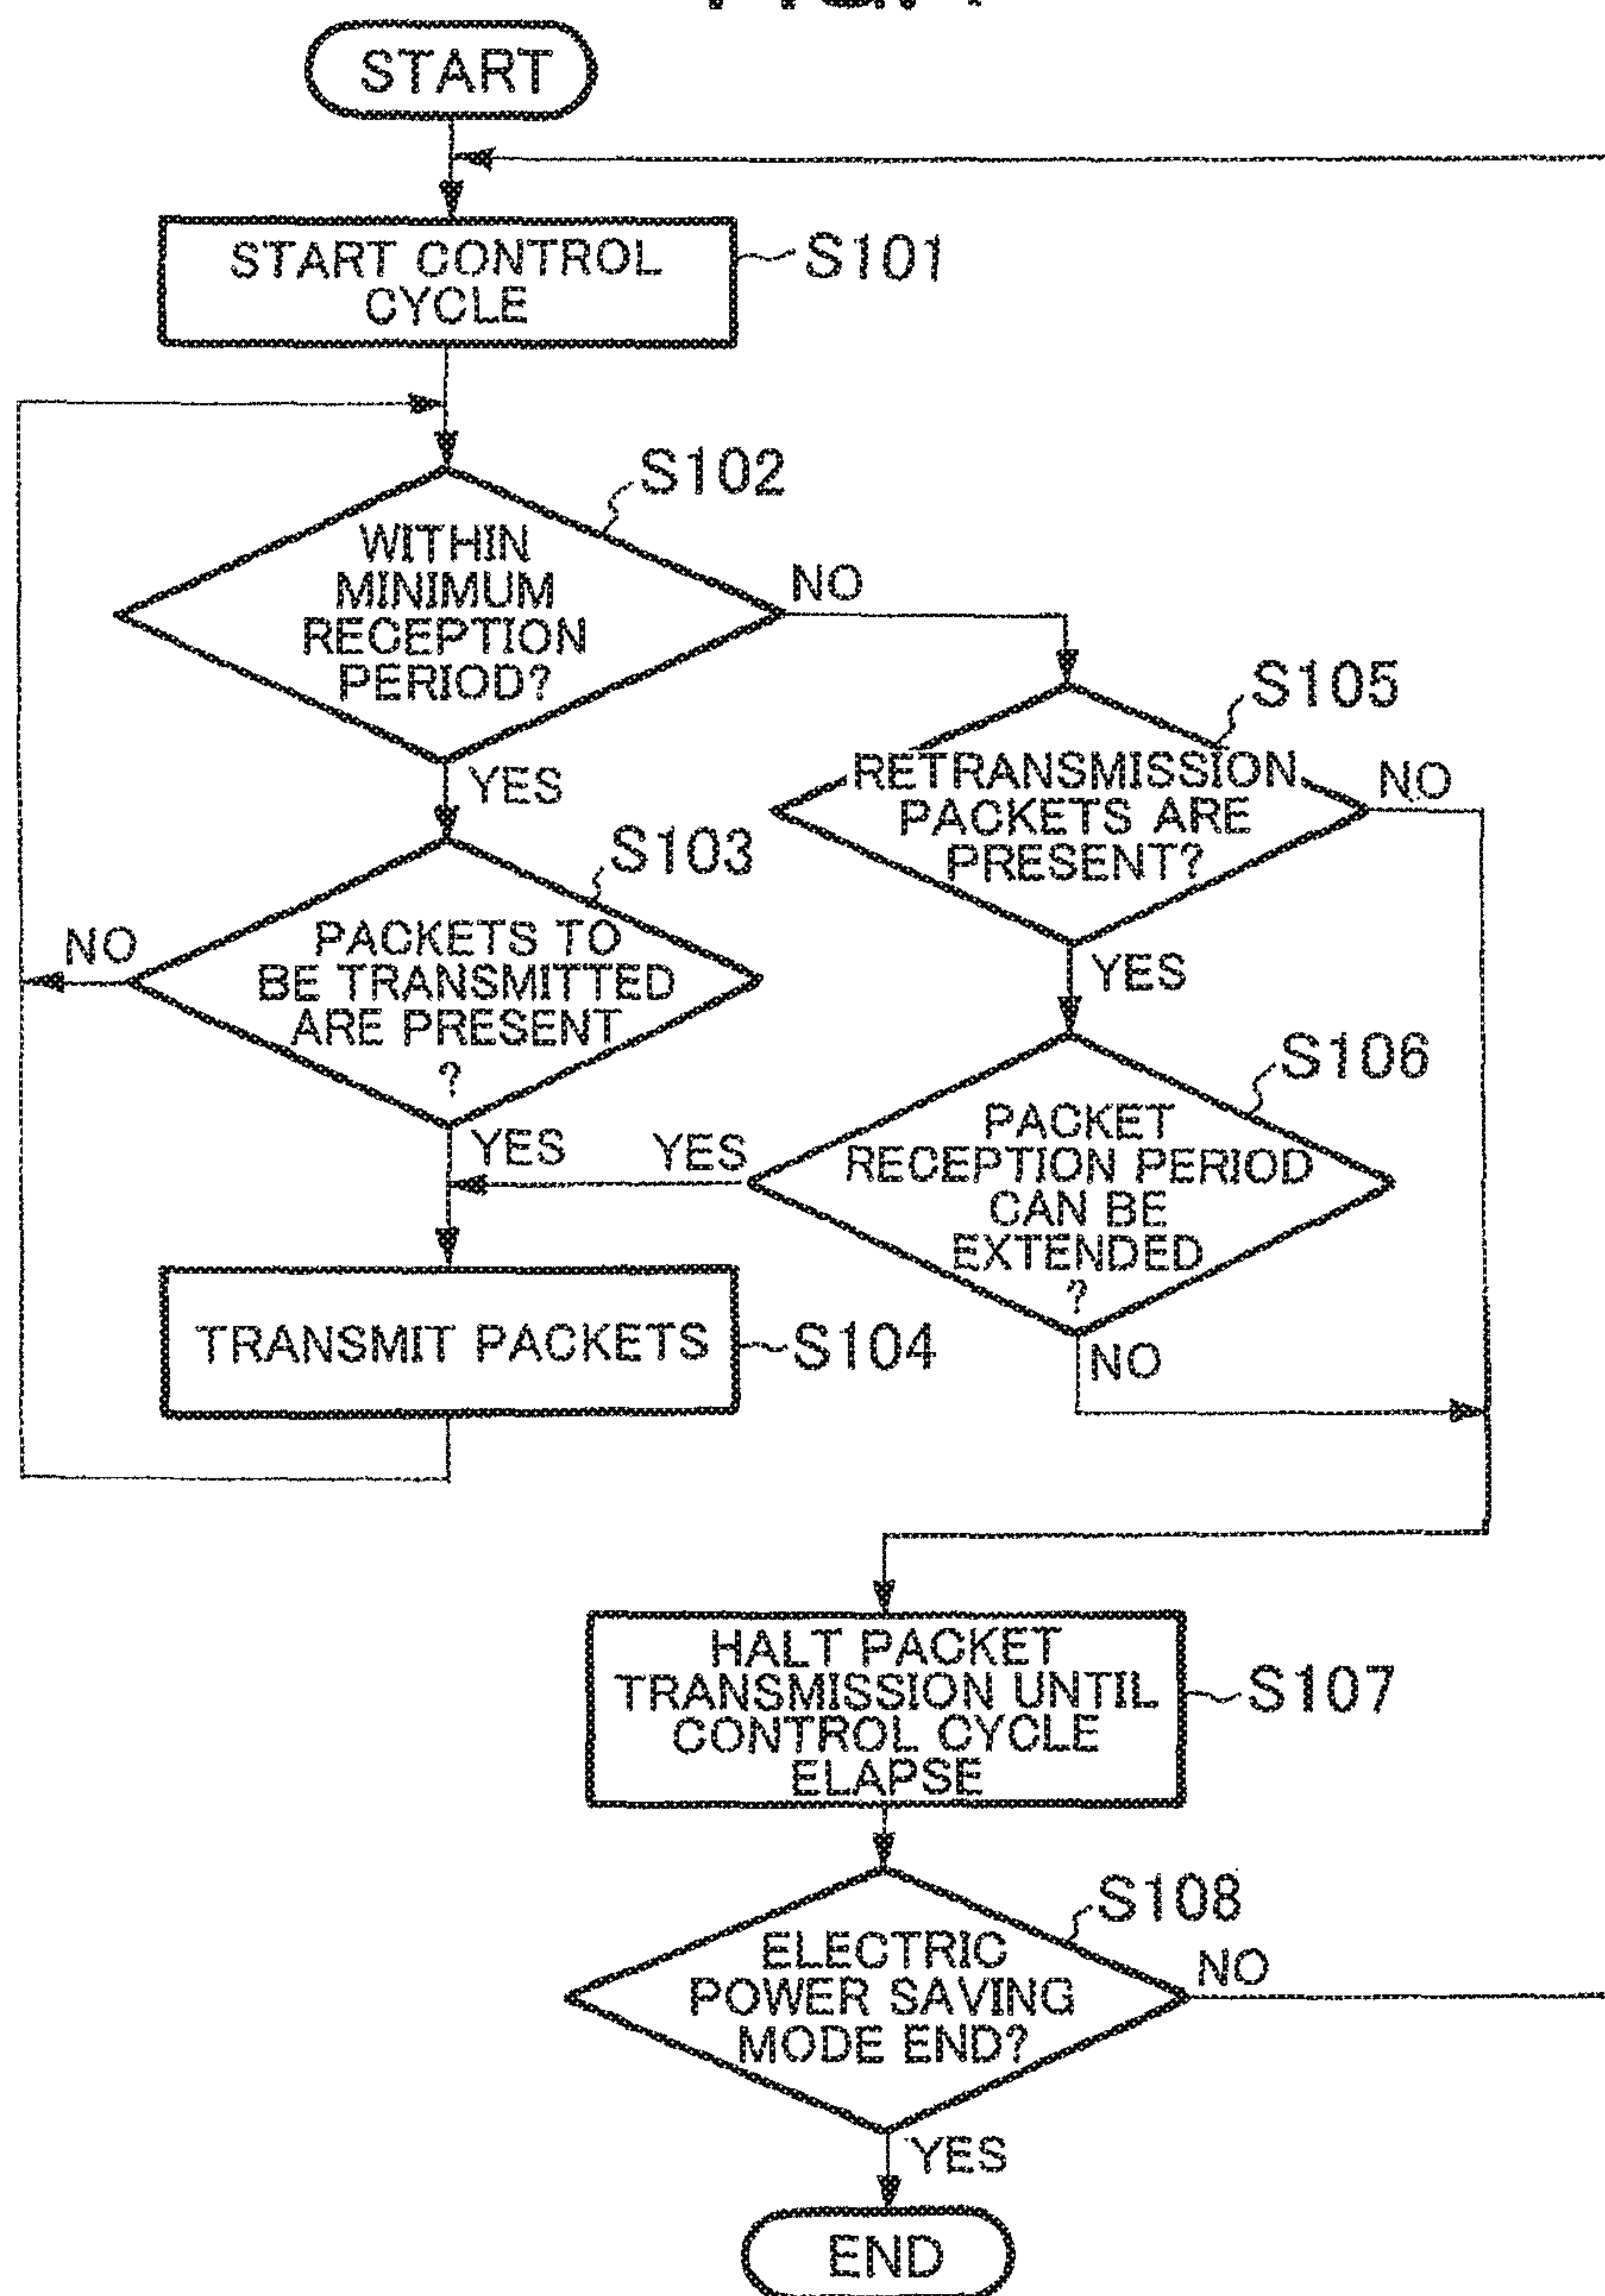 START
START CONTROL
CYCLE
S101
S102
WITHIN
MINIMUM
RECEPTION
PERIOD?
NO
YES
S105
RETRANSMISSION
PACKETS ARE
PRESENT?
NO
YES
S103
PACKETS TO
BE TRANSMITTED
ARE PRESENT
?
NO
YES
S106
PACKET
RECEPTION PERIOD
CAN BE
EXTENDED
?
YES
NO
TRANSMIT PACKETS
S104
HALT PACKET
TRANSMISSION UNTIL
CONTROL CYCLE
ELAPSE
S107
S108
ELECTRIC
POWER SAVING
MODE END?
NO
YES
END